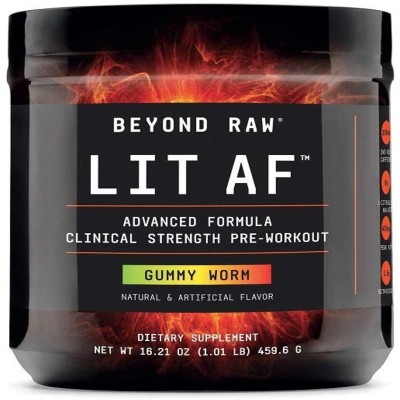 BEYOND RAW®
LIT AF™
ADVANCED FORMULA
CLINICAL STRENGTH PRE-WORKOUT
GUMMY WORM
NATURAL & ARTIFICIAL FLAVOR
DIETARY SUPPLEMENT
NET WT 16.21 OZ (1.01 LB) 459.6 G